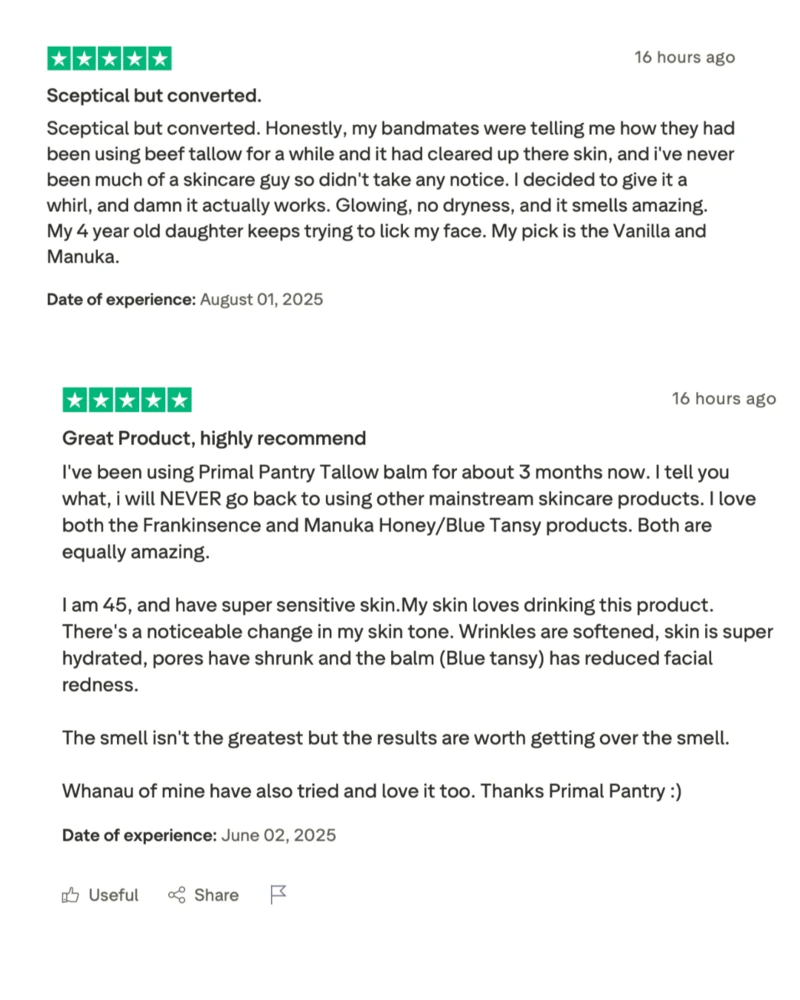 16 hours ago
Sceptical but converted.
Sceptical but converted. Honestly, my bandmates were telling me how they had
been using beef tallow for a while and it had cleared up there skin, and i've never
been much of a skincare guy so didn't take any notice. I decided to give it a
whirl, and damn it actually works. Glowing, no dryness, and it smells amazing.
My 4 year old daughter keeps trying to lick my face. My pick is the Vanilla and
Manuka.
Date of experience: August 01, 2025
16 hours ago
Great Product, highly recommend
I've been using Primal Pantry Tallow balm for about 3 months now. I tell you
what, i will NEVER go back to using other mainstream skincare products. I love
both the Frankinsence and Manuka Honey/Blue Tansy products. Both are
equally amazing.
I am 45, and have super sensitive skin.My skin loves drinking this product.
There's a noticeable change in my skin tone. Wrinkles are softened, skin is super
hydrated, pores have shrunk and the balm (Blue tansy) has reduced facial
redness.
The smell isn't the greatest but the results are worth getting over the smell.
Whanau of mine have also tried and love it too. Thanks Primal Pantry :)
Date of experience: June 02, 2025
Useful Share